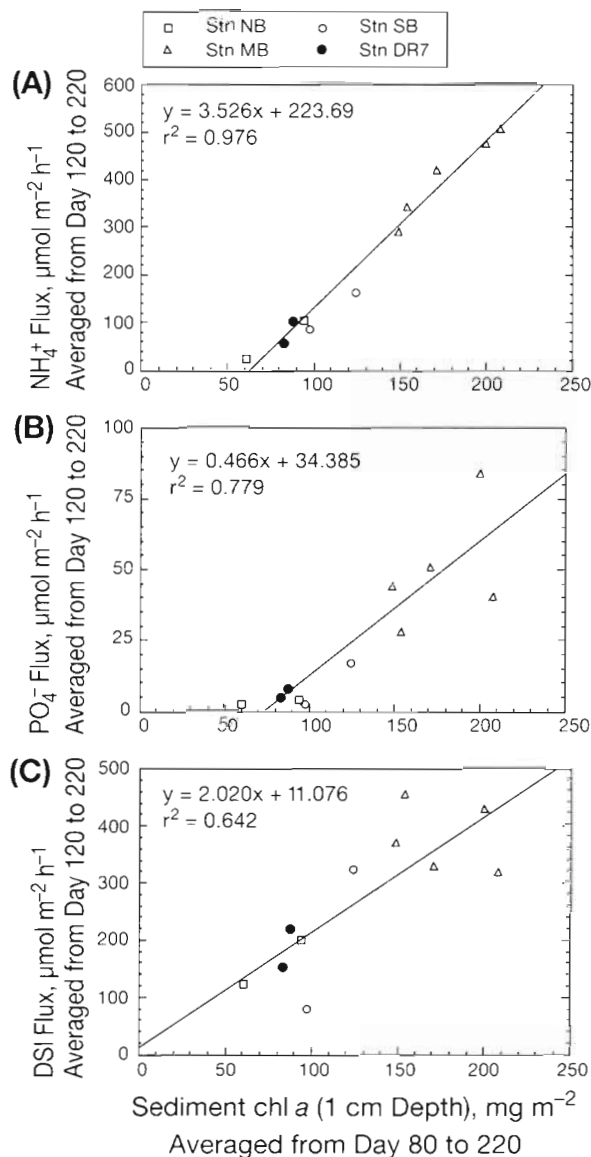 Stn NB Stn SB
Stn MB Stn DR7
(A)
y = 3.526x + 223.69
r² = 0.976
NH₄⁺ Flux, µmol m⁻² h⁻¹
Averaged from Day 120 to 220
600
500
400
300
200
100
0
0 50 100 150 200 250
(B)
y = 0.466x + 34.385
r² = 0.779
PO₄⁻ Flux, µmol m⁻² h⁻¹
Averaged from Day 120 to 220
100
75
50
25
0
0 50 100 150 200 250
(C)
y = 2.020x + 11.076
r² = 0.642
DSI Flux, µmol m⁻² h⁻¹
Averaged from Day 120 to 220
500
400
300
200
100
0
0 50 100 150 200 250
Sediment chl a (1 cm Depth), mg m⁻²
Averaged from Day 80 to 220